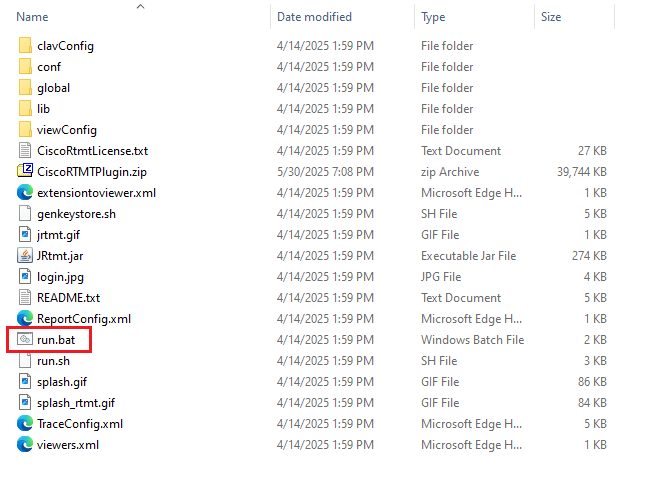 Name Date modified Type Size
clavConfig 4/14/2025 1:59 PM File folder
conf 4/14/2025 1:59 PM File folder
global 4/14/2025 1:59 PM File folder
lib 4/14/2025 1:59 PM File folder
viewConfig 4/14/2025 1:59 PM File folder
CiscoRtmtLicense.txt 4/14/2025 1:59 PM Text Document 27 KB
CiscoRTMTPlugin.zip 5/30/2025 7:08 PM zip Archive 39,744 KB
extensiontoviewer.xml 4/14/2025 1:59 PM Microsoft Edge H... 1 KB
genkeystore.sh 4/14/2025 1:59 PM SH File 5 KB
jrtmt.gif 4/14/2025 1:59 PM GIF File 1 KB
JRtmt.jar 4/14/2025 1:59 PM Executable Jar File 274 KB
login.jpg 4/14/2025 1:59 PM JPG File 4 KB
README.txt 4/14/2025 1:59 PM Text Document 5 KB
ReportConfig.xml 4/14/2025 1:59 PM Microsoft Edge H... 1 KB
run.bat 4/14/2025 1:59 PM Windows Batch File 2 KB
run.sh 4/14/2025 1:59 PM SH File 3 KB
splash.gif 4/14/2025 1:59 PM GIF File 86 KB
splash_rtmt.gif 4/14/2025 1:59 PM GIF File 84 KB
TraceConfig.xml 4/14/2025 1:59 PM Microsoft Edge H... 5 KB
viewers.xml 4/14/2025 1:59 PM Microsoft Edge H... 1 KB